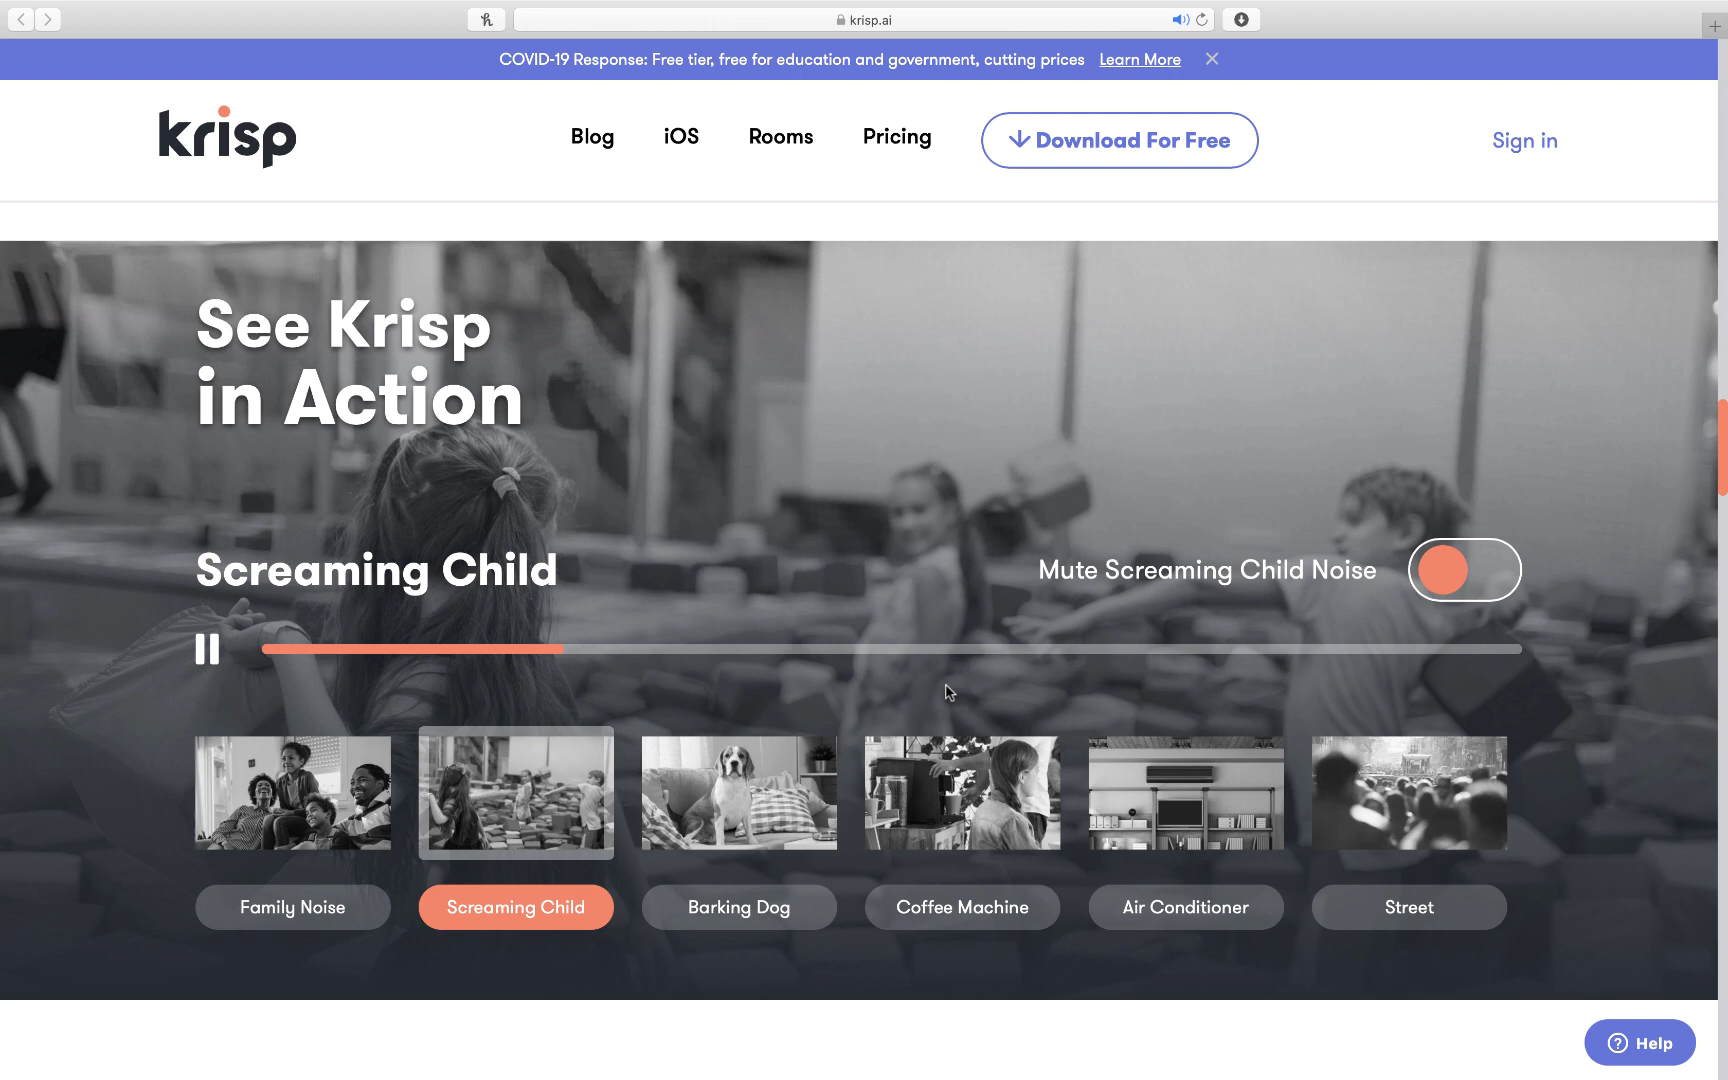 krisp.ai
COVID-19 Response: Free tier, free for education and government, cutting prices Learn More
krisp
Blog
iOS
Rooms
Pricing
Download For Free
Sign in
See Krisp
in Action
Screaming Child
Mute Screaming Child Noise
Family Noise
Screaming Child
Barking Dog
Coffee Machine
Air Conditioner
Street
Help